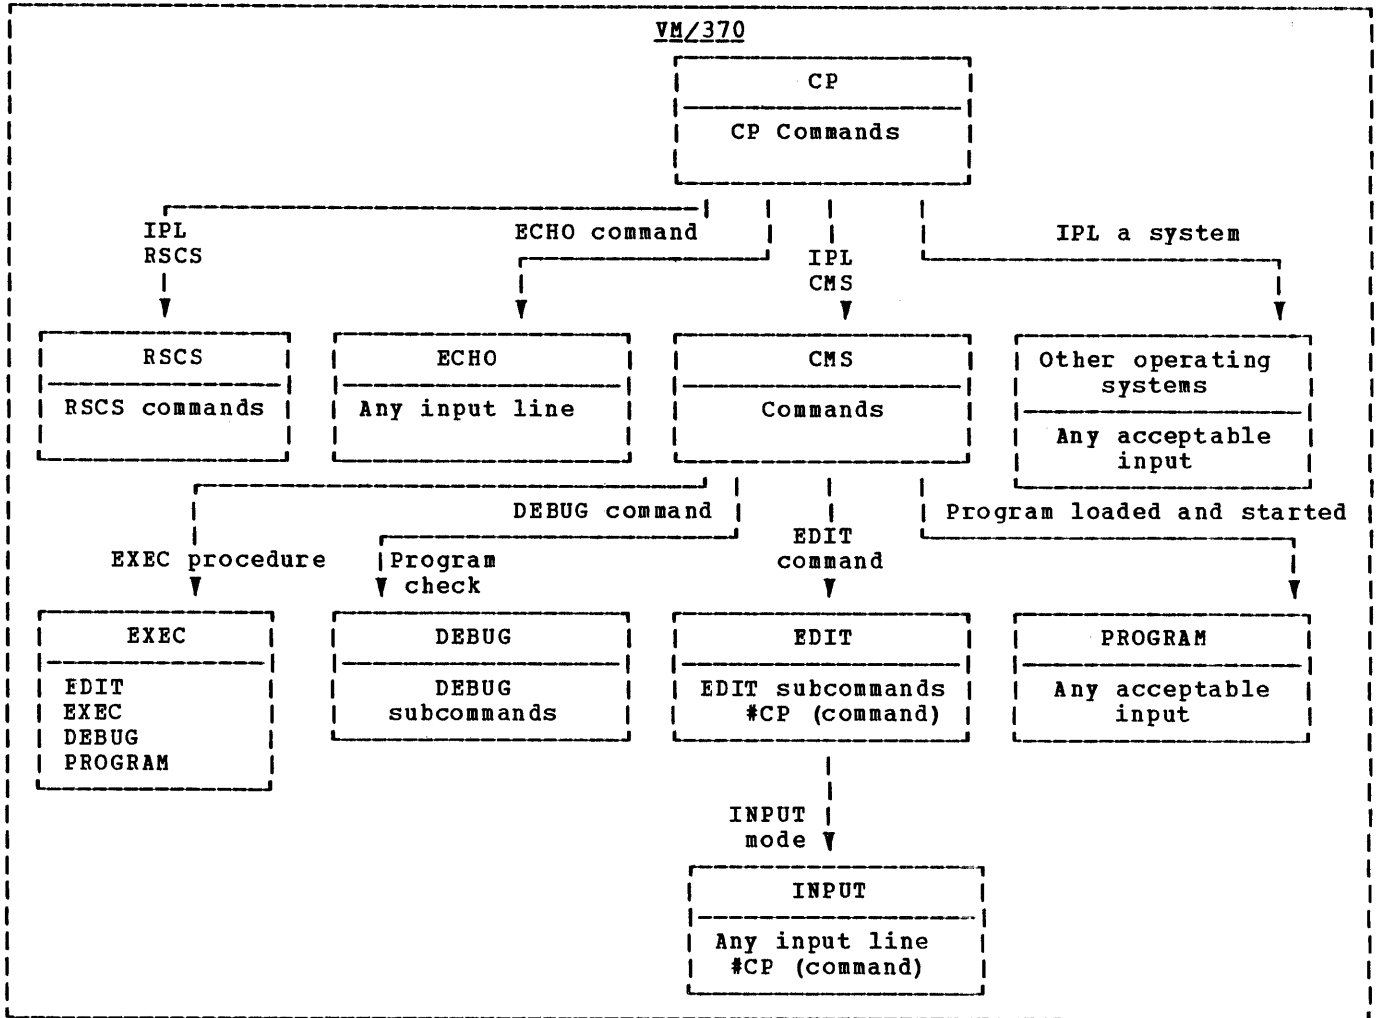 VM/370
CP
CP Commands
IPL
RSCS
ECHO command
IPL
CMS
IPL a system
RSCS
RSCS commands
ECHO
Any input line
CMS
Commands
Other operating
systems
Any acceptable
input
EXEC procedure
DEBUG command
Program
check
EDIT
command
Program loaded and started
EXEC
EDIT
EXEC
DEBUG
PROGRAM
DEBUG
DEBUG
subcommands
EDIT
EDIT subcommands
#CP (command)
PROGRAM
Any acceptable
input
INPUT
mode
INPUT
Any input line
#CP (command)